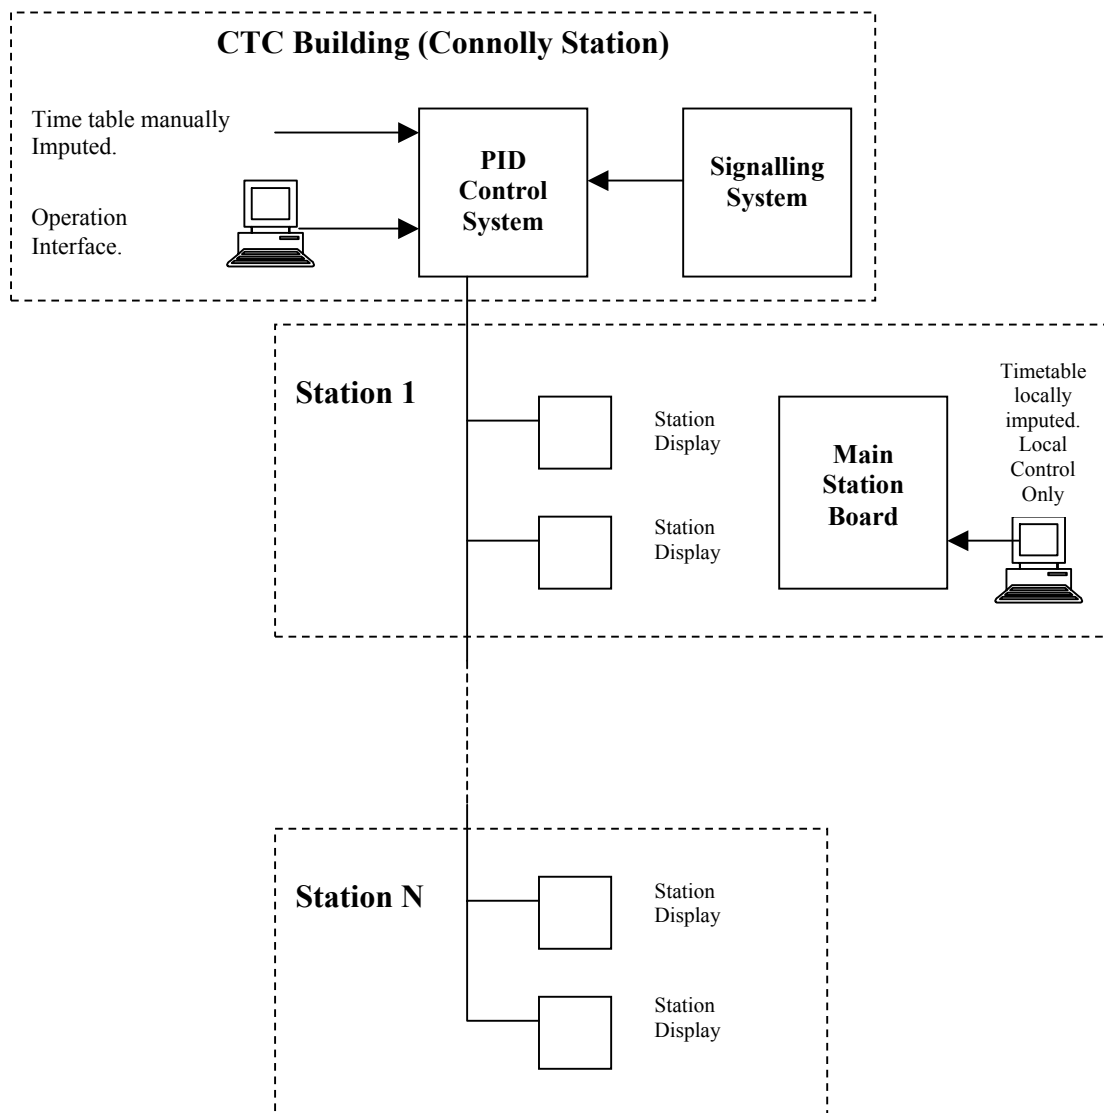 CTC Building (Connolly Station)
Time table manually
Imputed.
PID
Control
System
Signalling
System
Operation
Interface.
Station 1
Station
Display
Main
Station
Board
Timetable
locally
imputed.
Local
Control
Only
Station
Display
Station N
Station
Display
Station
Display